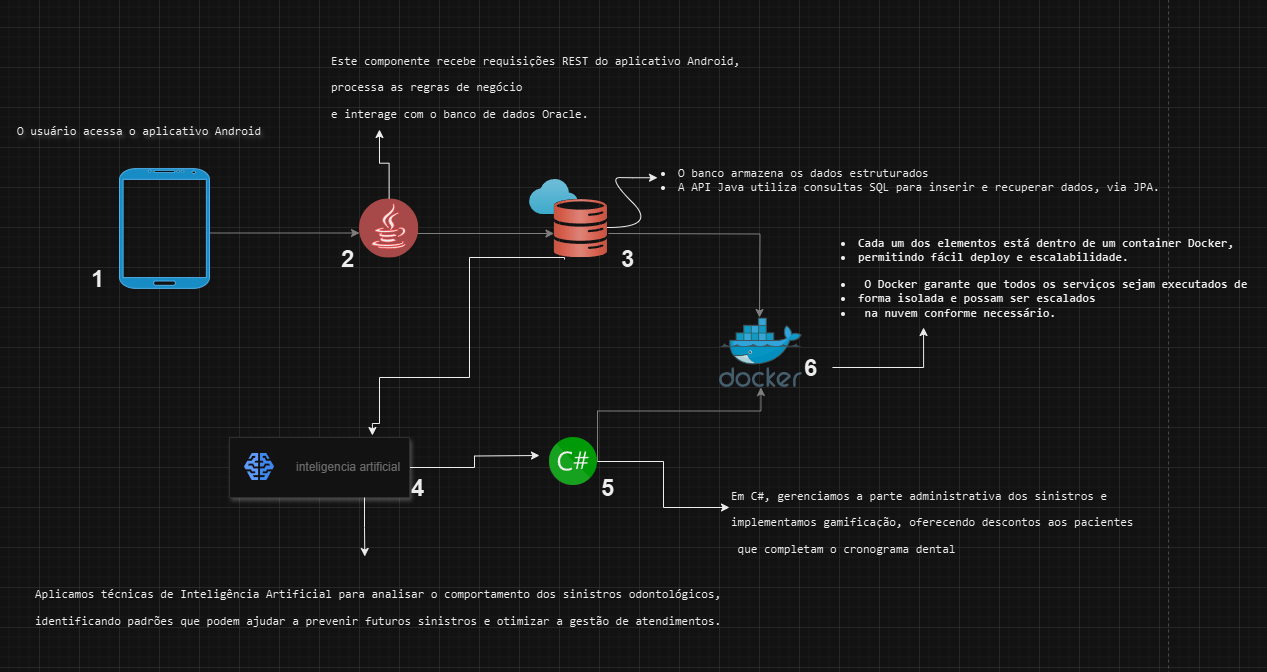 Este componente recebe requisições REST do aplicativo Android,
processa as regras de negócio
e interage com o banco de dados Oracle.
O usuário acessa o aplicativo Android
1
2
3
• O banco armazena os dados estruturados
• A API Java utiliza consultas SQL para inserir e recuperar dados, via JPA.
• Cada um dos elementos está dentro de um container Docker,
• permitindo fácil deploy e escalabilidade.
• O Docker garante que todos os serviços sejam executados de
• forma isolada e possam ser escalados
• na nuvem conforme necessário.
docker
6
inteligencia artificial
4
C#
5
Em C#, gerenciamos a parte administrativa dos sinistros e
implementamos gamificação, oferecendo descontos aos pacientes
que completam o cronograma dental
Aplicamos técnicas de Inteligência Artificial para analisar o comportamento dos sinistros odontológicos,
identificando padrões que podem ajudar a prevenir futuros sinistros e otimizar a gestão de atendimentos.